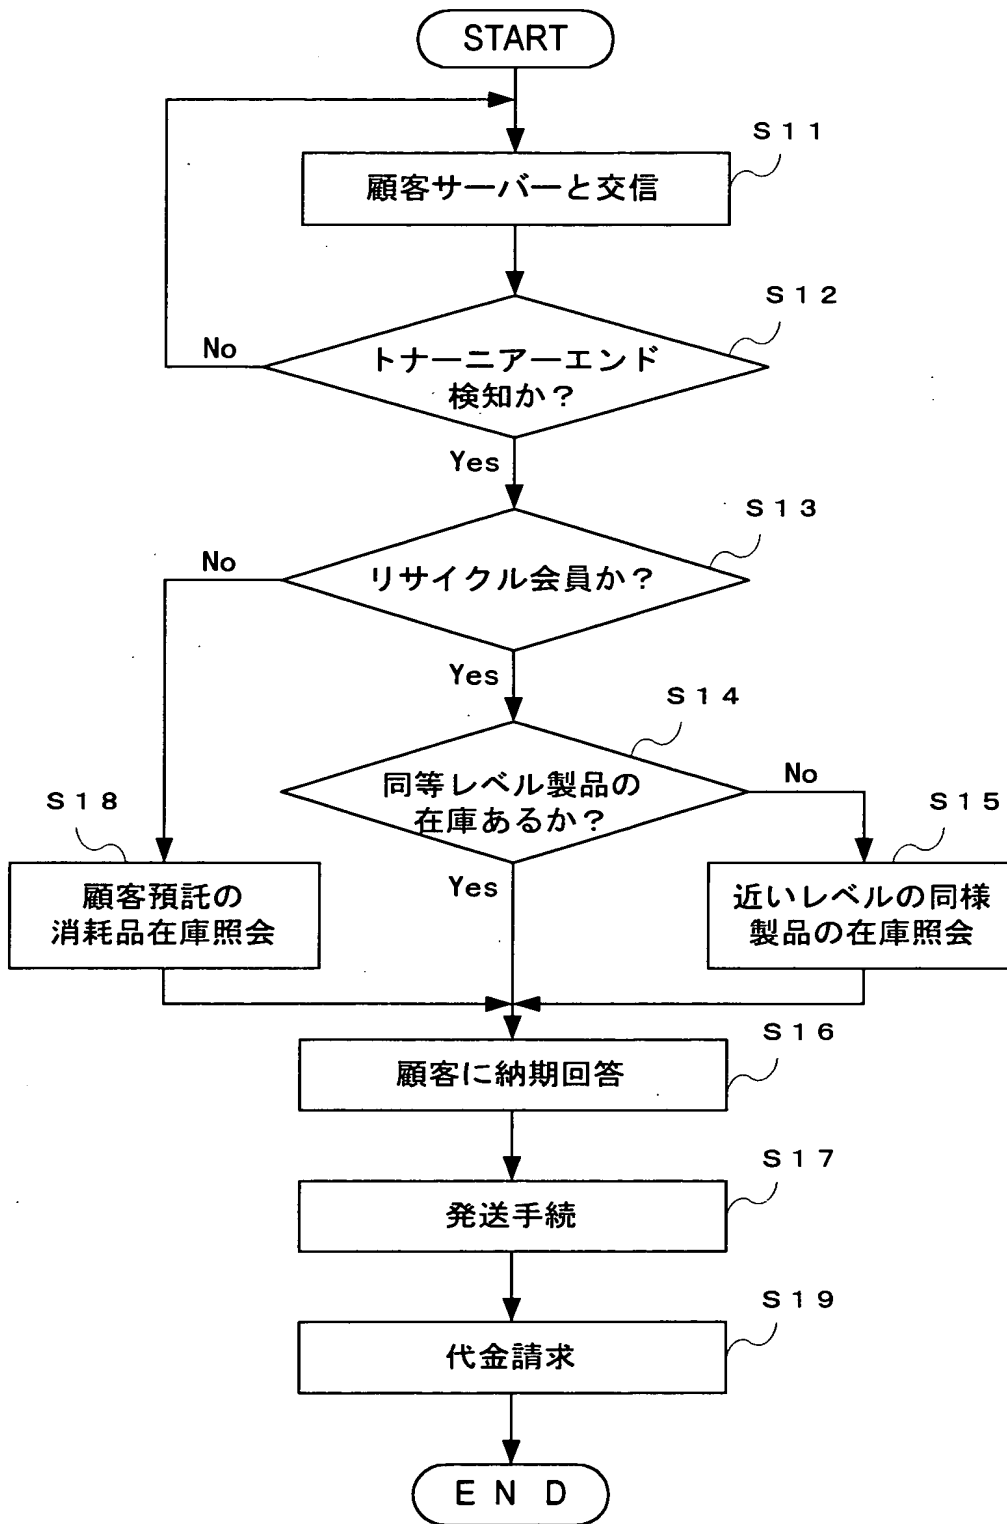 START
Ｓ１１
顧客サーバーと交信
Ｓ１２
No
トナーニアーエンド
検知か？
Yes
Ｓ１３
No
リサイクル会員か？
Yes
Ｓ１４
同等レベル製品の
在庫あるか？
No
Yes
Ｓ１８
顧客預託の
消耗品在庫照会
Ｓ１５
近いレベルの同様
製品の在庫照会
Ｓ１６
顧客に納期回答
Ｓ１７
発送手続
Ｓ１９
代金請求
ＥＮＤ